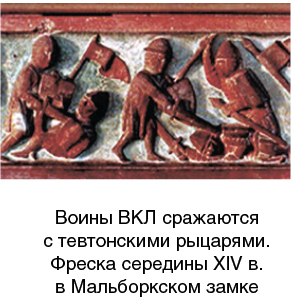 Воины ВКЛ сражаются
с тевтонскими рыцарями.
Фреска середины XIV в.
в Мальборкском замке